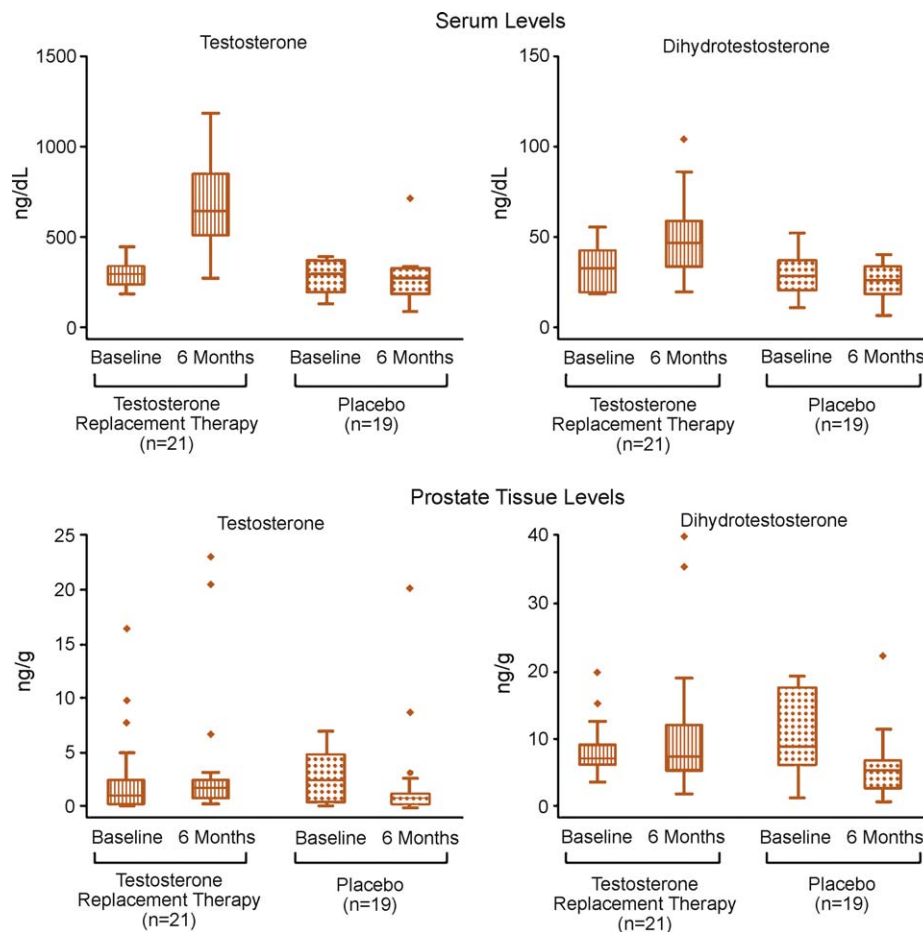 Serum Levels
Testosterone
Dihydrotestosterone
1500
1000
500
0
ng/dL
150
100
50
0
ng/dL
Baseline 6 Months Baseline 6 Months
Testosterone
Replacement Therapy
(n=21)
Placebo
(n=19)
Baseline 6 Months Baseline 6 Months
Testosterone
Replacement Therapy
(n=21)
Placebo
(n=19)
Prostate Tissue Levels
Testosterone
Dihydrotestosterone
25
20
15
10
5
0
ng/g
40
30
20
10
0
ng/g
Baseline 6 Months Baseline 6 Months
Testosterone
Replacement Therapy
(n=21)
Placebo
(n=19)
Baseline 6 Months Baseline 6 Months
Testosterone
Replacement Therapy
(n=21)
Placebo
(n=19)